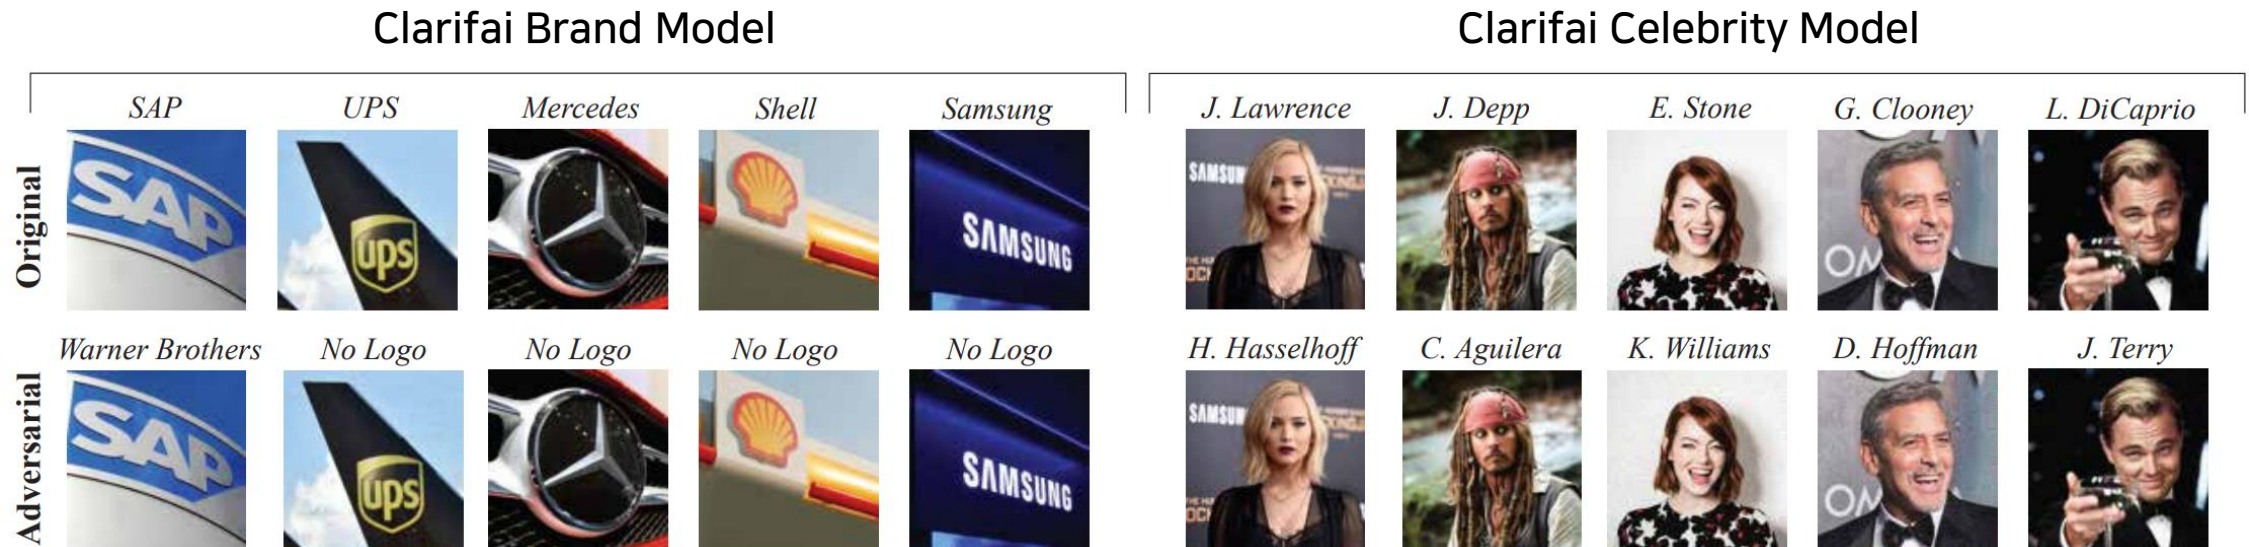 Clarifai Brand Model
Clarifai Celebrity Model
SAP
UPS
Mercedes
Shell
Samsung
J. Lawrence
J. Depp
E. Stone
G. Clooney
L. DiCaprio
Original
SAP
ups
SAMSUNG
SAMSUN
OM
Warner Brothers
No Logo
No Logo
No Logo
No Logo
H. Hasselhoff
C. Aguilera
K. Williams
D. Hoffman
J. Terry
Adversarial
SAP
ups
SAMSUNG
SAMSUN
OM